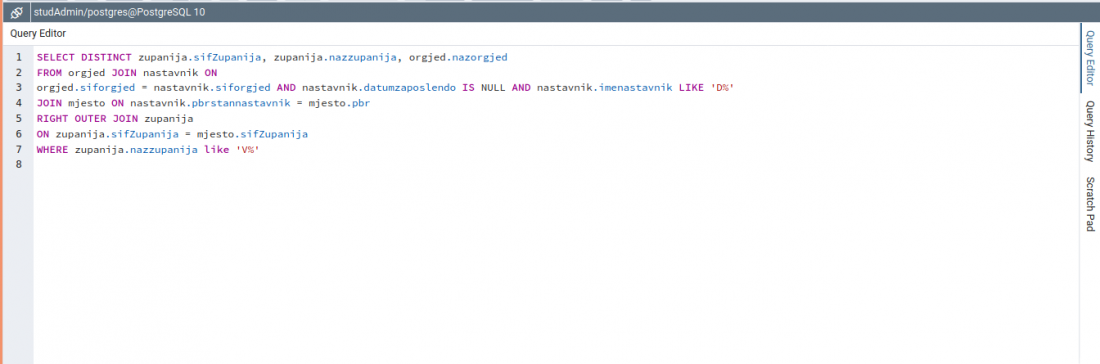 studAdmin/postgres@PostgreSQL 10
Query Editor
1 SELECT DISTINCT zupanija.sifZupanija, zupanija.nazzupanija, orgjed.nazorgjed
2 FROM orgjed JOIN nastavnik ON
3 orgjed.siforgjed = nastavnik.siforgjed AND nastavnik.datumzaposlendo IS NULL AND nastavnik.imenastavnik LIKE 'D%'
4 JOIN mjesto ON nastavnik.pbrstannastavnik = mjesto.pbr
5 RIGHT OUTER JOIN zupanija
6 ON zupanija.sifZupanija = mjesto.sifZupanija
7 WHERE zupanija.nazzupanija like 'V%'
8
Query Editor
Query History
Scratch Pad